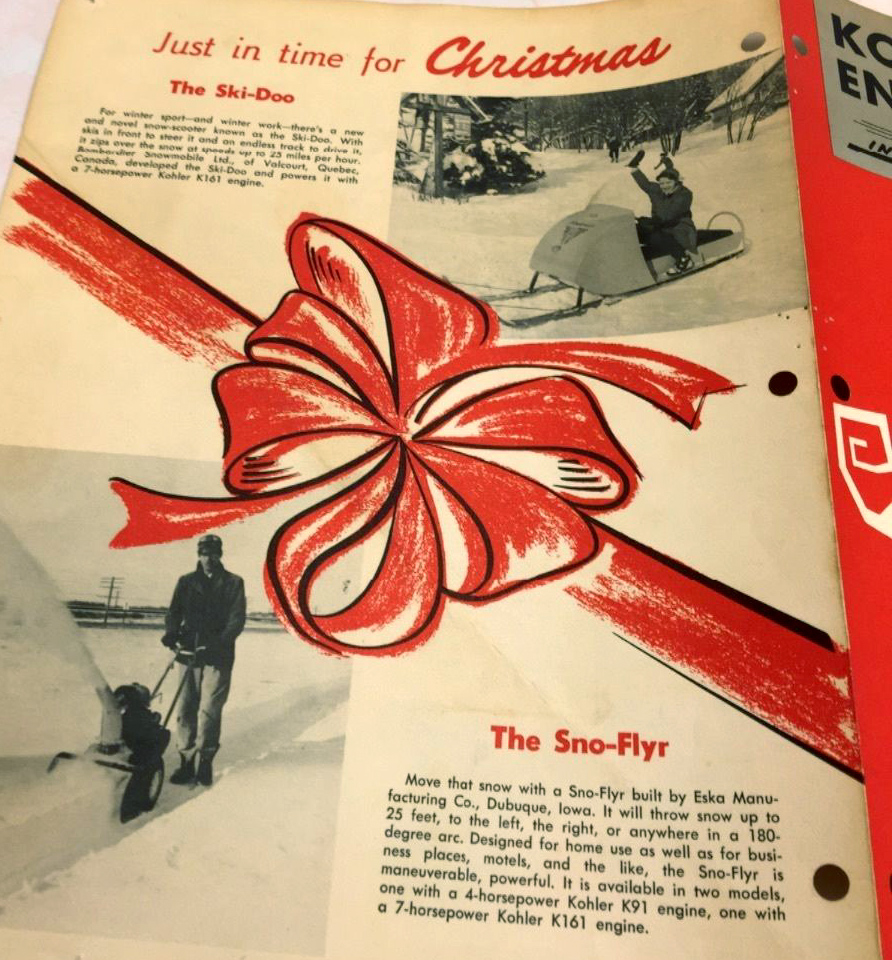 Just in time for Christmas
The Ski-Doo
For winter sport—and winter work—there's a new
and novel snow-scooter known as the Ski-Doo. With
skis in front to steer it and an endless track to drive it,
it zips over the snow at speeds up to 25 miles per hour.
Bombardier Snowmobile Ltd., of Valcourt, Quebec,
Canada, developed the Ski-Doo and powers it with
a 7-horsepower Kohler K161 engine.
The Sno-Flyr
Move that snow with a Sno-Flyr built by Eska Manu-
facturing Co., Dubuque, Iowa. It will throw snow up to
25 feet, to the left, the right, or anywhere in a 180-
degree arc. Designed for home use as well as for busi-
ness places, motels, and the like, the Sno-Flyr is
maneuverable, powerful. It is available in two models,
one with a 4-horsepower Kohler K91 engine, one with
a 7-horsepower Kohler K161 engine.
KO
EN
IN